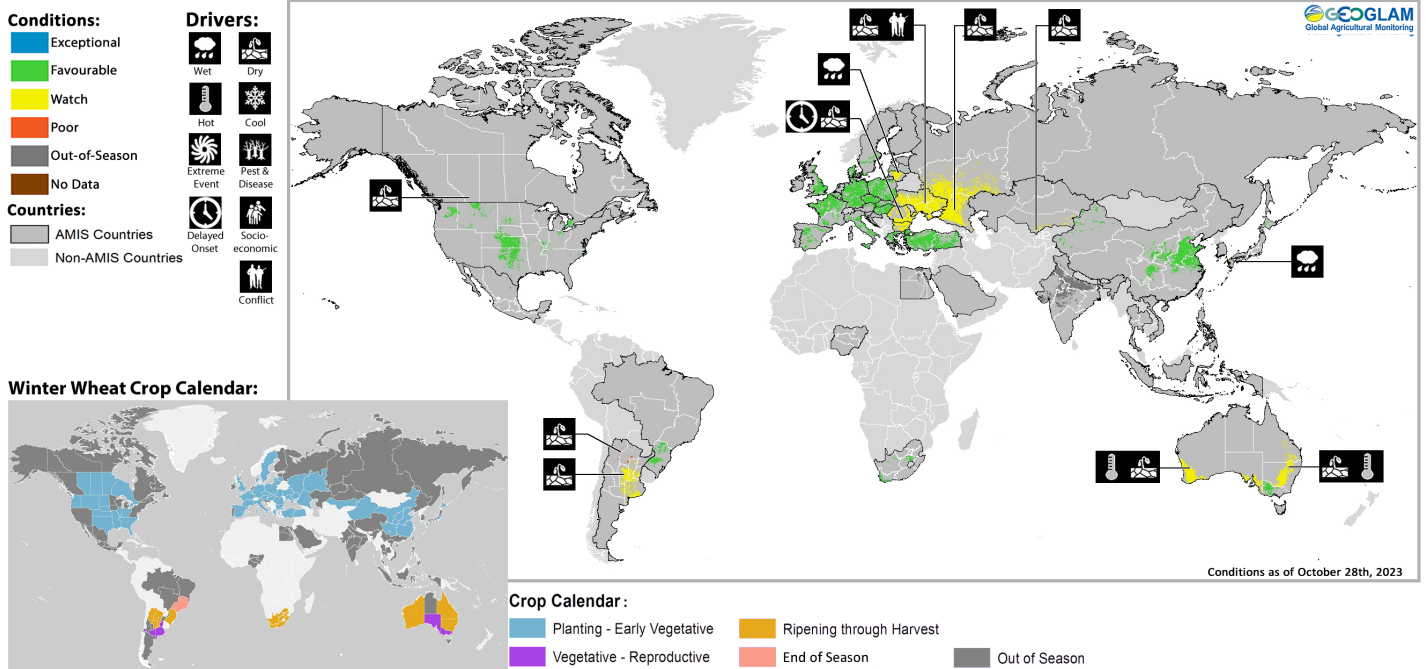 Conditions:
Exceptional
Favourable
Watch
Poor
Out-of-Season
No Data
Countries:
AMIS Countries
Non-AMIS Countries
Drivers:
Wet
Dry
Hot
Cool
Extreme
Event
Pest &
Disease
Delayed
Onset
Socio-
economic
Conflict
GEOGLAM
Global Agricultural Monitoring
Winter Wheat Crop Calendar:
Conditions as of October 28th, 2023
Crop Calendar :
Planting - Early Vegetative
Ripening through Harvest
Vegetative - Reproductive
End of Season
Out of Season